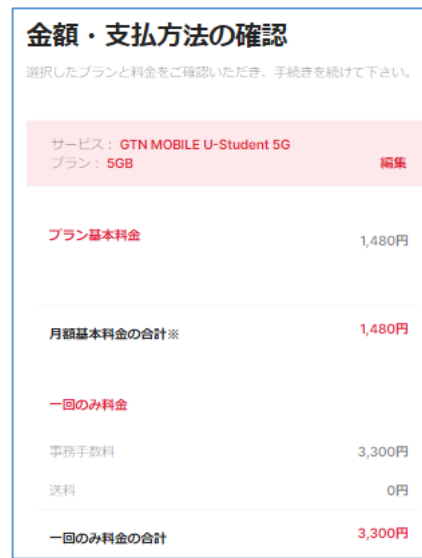 金額・支払方法の確認
選択したプランと料金をご確認いただき、手続きを続けて下さい。
サービス： GTN MOBILE U-Student 5G
プラン： 5GB 編集
プラン基本料金 1,480円
月額基本料金の合計※ 1,480円
一回のみ料金
事務手数料 3,300円
送料 0円
一回のみ料金の合計 3,300円